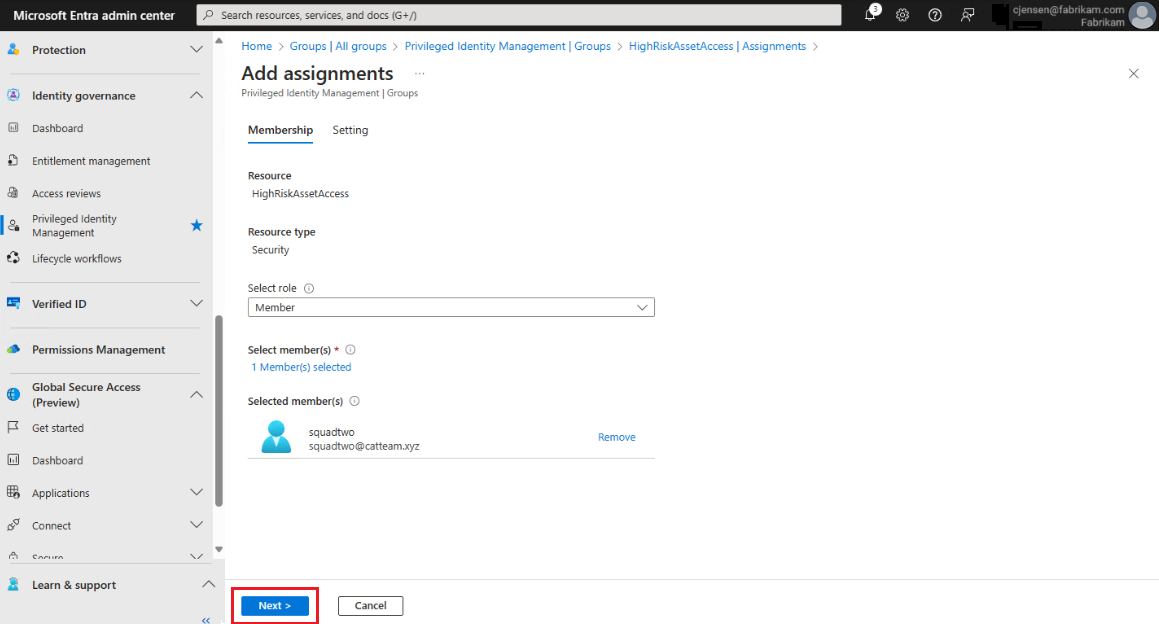 Microsoft Entra admin center
Search resources, services, and docs (G+/)
3
cjensen@fabrikam.com
Fabrikam
Protection
Identity governance
Dashboard
Entitlement management
Access reviews
Privileged Identity
Management
Lifecycle workflows
Verified ID
Permissions Management
Global Secure Access
(Preview)
Get started
Dashboard
Applications
Connect
Secure
Learn & support
«
Home > Groups | All groups > Privileged Identity Management | Groups > HighRiskAssetAccess | Assignments >
Add assignments ...
Privileged Identity Management | Groups
Membership Setting
Resource
HighRiskAssetAccess
Resource type
Security
Select role
Member
Select member(s) *
1 Member(s) selected
Selected member(s)
squadtwo
squadtwo@catteam.xyz
Remove
Next > Cancel